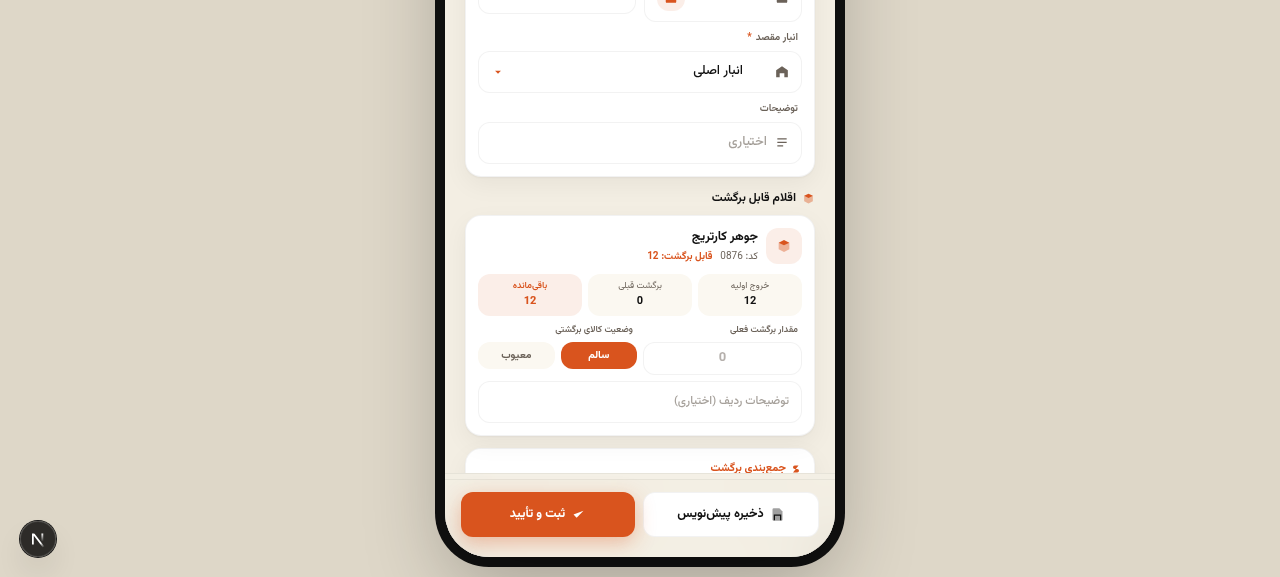 انبار مقصد *
انبار اصلی
توضیحات
اختیاری
اقلام قابل برگشت
جوهر کارتریج
کد: 0876 قابل برگشت: 12
خروج اولیه
12
برگشت قبلی
0
باقی‌مانده
12
مقدار برگشت فعلی
0
وضعیت کالای برگشتی
سالم
معیوب
توضیحات ردیف (اختیاری)
جمع‌بندی برگشت
ذخیره پیش‌نویس
ثبت و تأیید
N